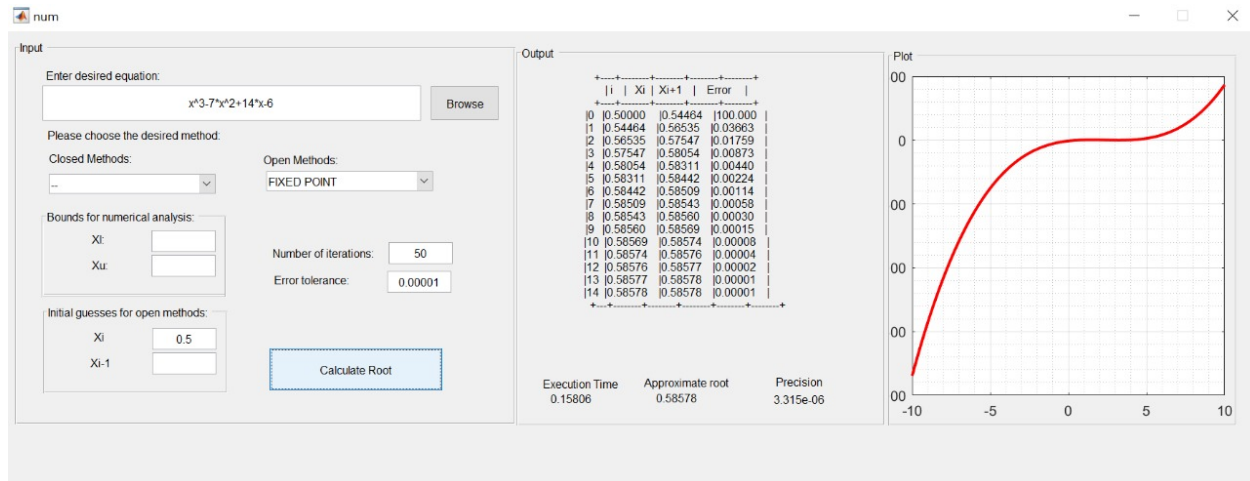 num
Input
Enter desired equation:
x^3-7*x^2+14*x-6
Browse
Please choose the desired method:
Closed Methods:
Open Methods:
--
FIXED POINT
Bounds for numerical analysis:
Xl:
Xu:
Number of iterations:
50
Error tolerance:
0.00001
Initial guesses for open methods:
Xi
0.5
Xi-1
Calculate Root
Output
+----+--------+--------+--------+--------+
|i | Xi | Xi+1 | Error |
+----+--------+--------+--------+--------+
|0 |0.50000 |0.54464 |100.000 |
|1 |0.54464 |0.56535 |0.03663 |
|2 |0.56535 |0.57547 |0.01759 |
|3 |0.57547 |0.58054 |0.00873 |
|4 |0.58054 |0.58311 |0.00440 |
|5 |0.58311 |0.58442 |0.00224 |
|6 |0.58442 |0.58509 |0.00114 |
|7 |0.58509 |0.58543 |0.00058 |
|8 |0.58543 |0.58560 |0.00030 |
|9 |0.58560 |0.58569 |0.00015 |
|10 |0.58569 |0.58574 |0.00008 |
|11 |0.58574 |0.58576 |0.00004 |
|12 |0.58576 |0.58577 |0.00002 |
|13 |0.58577 |0.58578 |0.00001 |
|14 |0.58578 |0.58578 |0.00001 |
+---+--------+--------+--------+--------+
Execution Time
0.15806
Approximate root
0.58578
Precision
3.315e-06
Plot
00
0
00
00
00
00
-10 -5 0 5 10